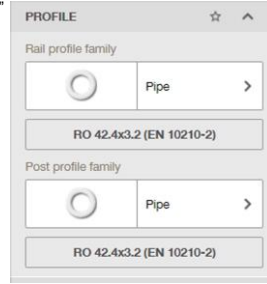 "
PROFILE
Rail profile family
Pipe
RO 42.4x3.2 (EN 10210-2)
Post profile family
Pipe
RO 42.4x3.2 (EN 10210-2)